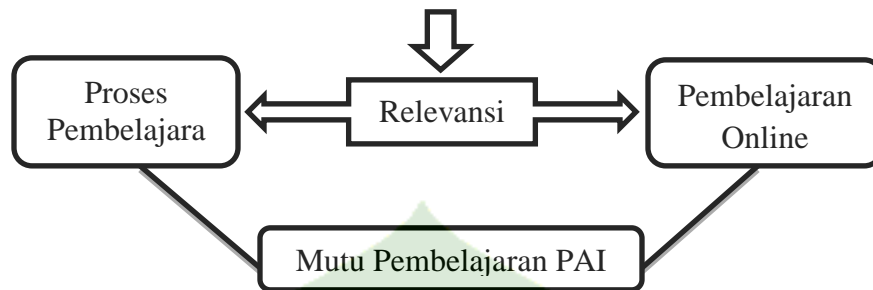 Proses
Pembelajara
Relevansi
Pembelajaran
Online
Mutu Pembelajaran PAI